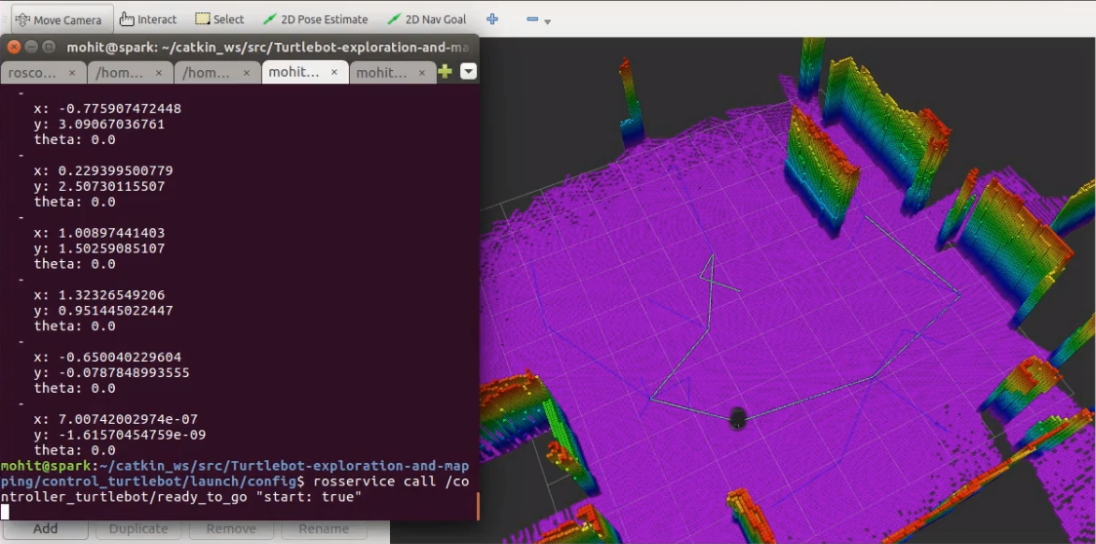 Move Camera Interact Select 2D Pose Estimate 2D Nav Goal
mohit@spark: ~/catkin_ws/src/Turtlebot-exploration-and-ma
rosco... × /hom... × /hom... × mohit... × mohit... ×
-
x: -0.775907472448
y: 3.09067036761
theta: 0.0
-
x: 0.229399500779
y: 2.50730115507
theta: 0.0
-
x: 1.00897441403
y: 1.50259085107
theta: 0.0
-
x: 1.32326549206
y: 0.951445022447
theta: 0.0
-
x: -0.650040229604
y: -0.0787848993555
theta: 0.0
-
x: 7.00742002974e-07
y: -1.61570454759e-09
theta: 0.0
mohit@spark:~/catkin_ws/src/Turtlebot-exploration-and-map
ping/control_turtlebot/launch/config$ rosservice call /co
ntroller_turtlebot/ready_to_go "start: true"
Add Duplicate Remove Rename